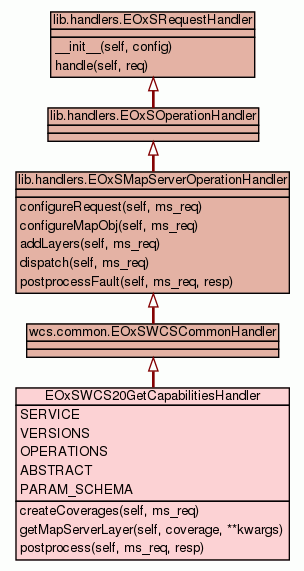 lib.handlers.EOxSRequestHandler
__init__(self, config)
handle(self, req)
lib.handlers.EOxSOperationHandler
lib.handlers.EOxSMapServerOperationHandler
configureRequest(self, ms_req)
configureMapObj(self, ms_req)
addLayers(self, ms_req)
dispatch(self, ms_req)
postprocessFault(self, ms_req, resp)
wcs.common.EOxSWCSCommonHandler
EOxSWCS20GetCapabilitiesHandler
SERVICE
VERSIONS
OPERATIONS
ABSTRACT
PARAM_SCHEMA
createCoverages(self, ms_req)
getMapServerLayer(self, coverage, **kwargs)
postprocess(self, ms_req, resp)